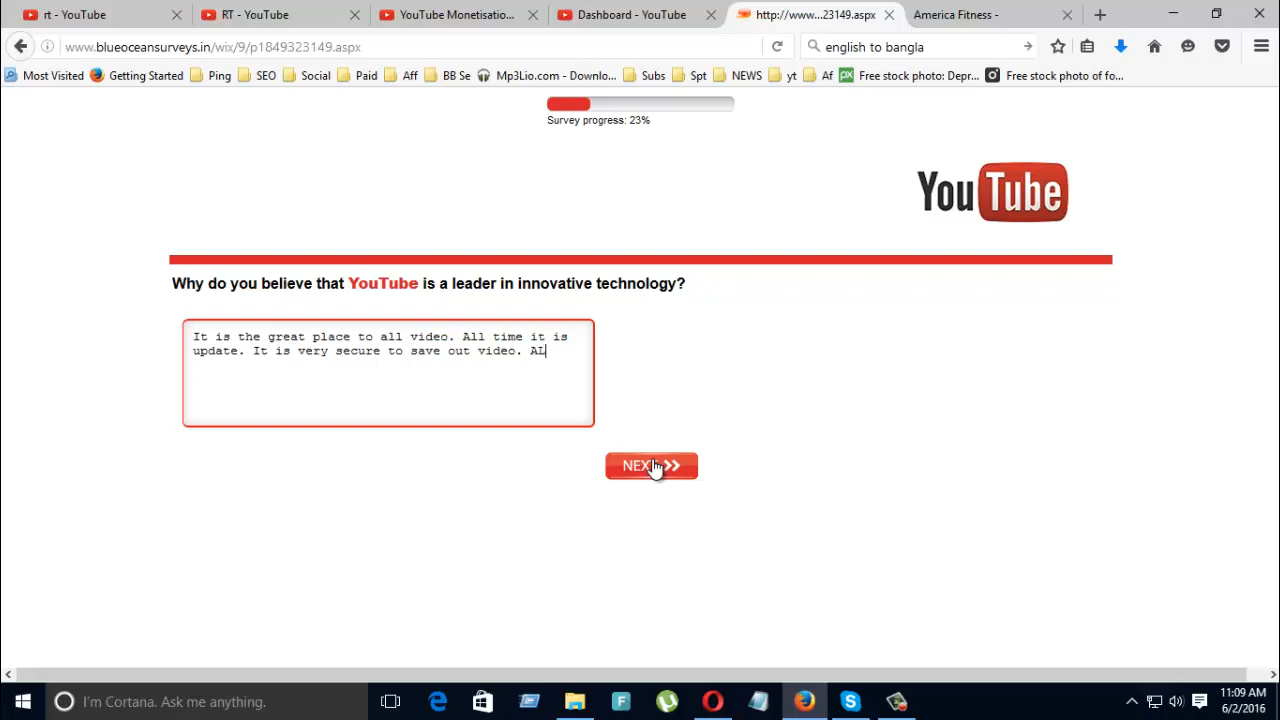 rt - YouTube
RT - YouTube
YouTube Monetisatio...
Dashboard - YouTube
http://www...23149.aspx
America Fitness -
www.blueoceansurveys.in/wix/9/p1849323149.aspx
english to bangla
Most Visited
Getting Started
Ping
SEO
Social
Paid
Aff
BB Se
Mp3Lio.com - Downlo...
Subs
Spt
NEWS
yt
Af
px
Free stock photo: Depr...
Free stock photo of fo...
Survey progress: 23%
YouTube
Why do you believe that YouTube is a leader in innovative technology?
It is the great place to all video. All time it is
update. It is very secure to save out video. AL
NEXT
I'm Cortana. Ask me anything.
11:09 AM
6/2/2016